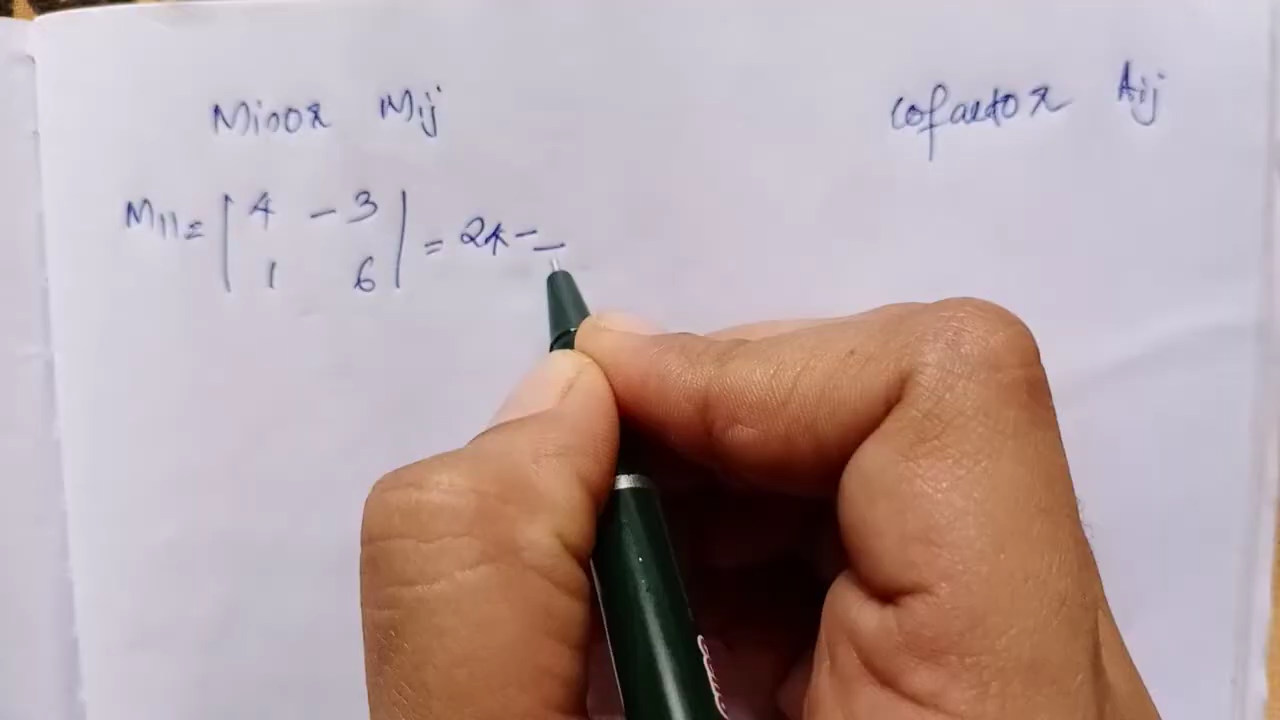 Minor Mij Cofactor Aij
M11 = | 4 -3 | = 24 - -
| 1 6 |